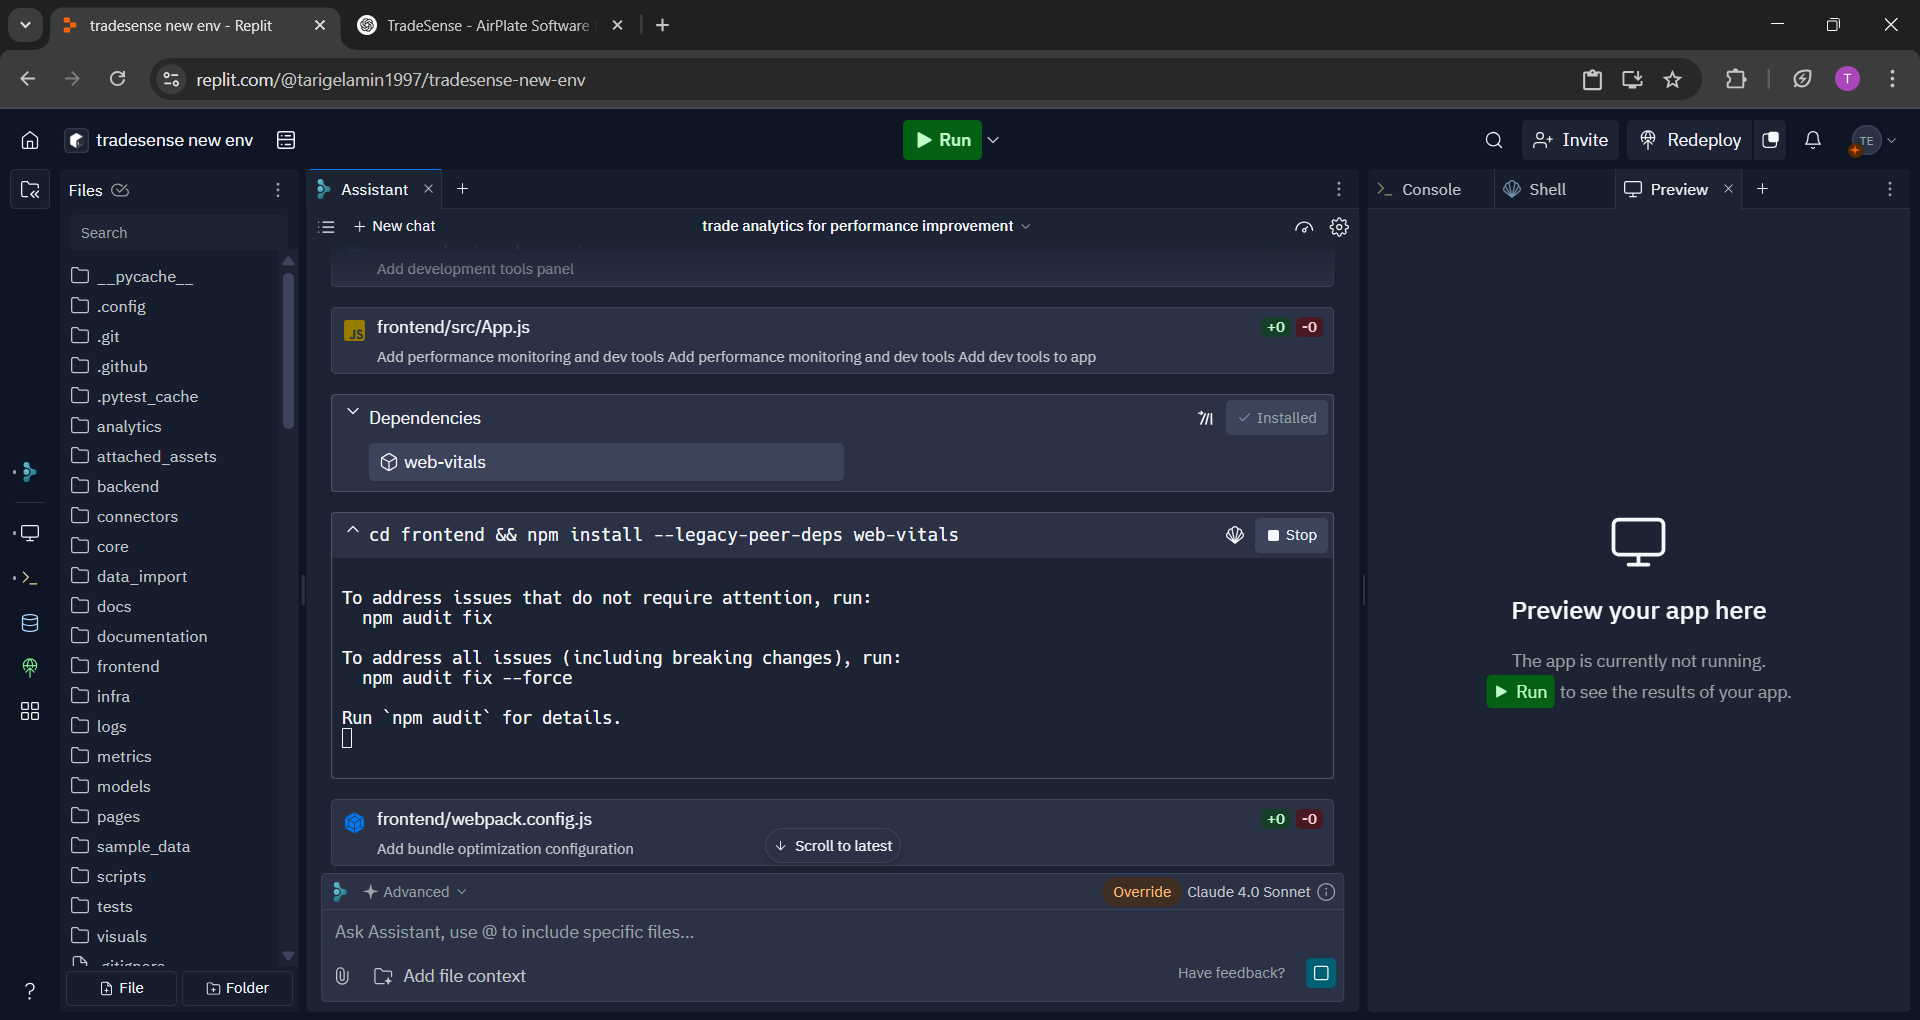 tradesense new env - Replit
TradeSense - AirPlate Software
replit.com/@tarigelamin1997/tradesense-new-env
T
tradesense new env
Run
Invite
Redeploy
TE
Files
Search
__pycache__
.config
.git
.github
.pytest_cache
analytics
attached_assets
backend
connectors
core
data_import
docs
documentation
frontend
infra
logs
metrics
models
pages
sample_data
scripts
tests
visuals
.gitignore
File
Folder
?
Assistant
New chat
trade analytics for performance improvement
Add development tools panel
JS
frontend/src/App.js
+0 -0
Add performance monitoring and dev tools Add performance monitoring and dev tools Add dev tools to app
Dependencies
Installed
web-vitals
cd frontend && npm install --legacy-peer-deps web-vitals
Stop
To address issues that do not require attention, run:
npm audit fix
To address all issues (including breaking changes), run:
npm audit fix --force
Run `npm audit` for details.
frontend/webpack.config.js
+0 -0
Add bundle optimization configuration
Scroll to latest
Advanced
Override Claude 4.0 Sonnet
Ask Assistant, use @ to include specific files...
Add file context
Have feedback?
Console
Shell
Preview
Preview your app here
The app is currently not running.
Run to see the results of your app.